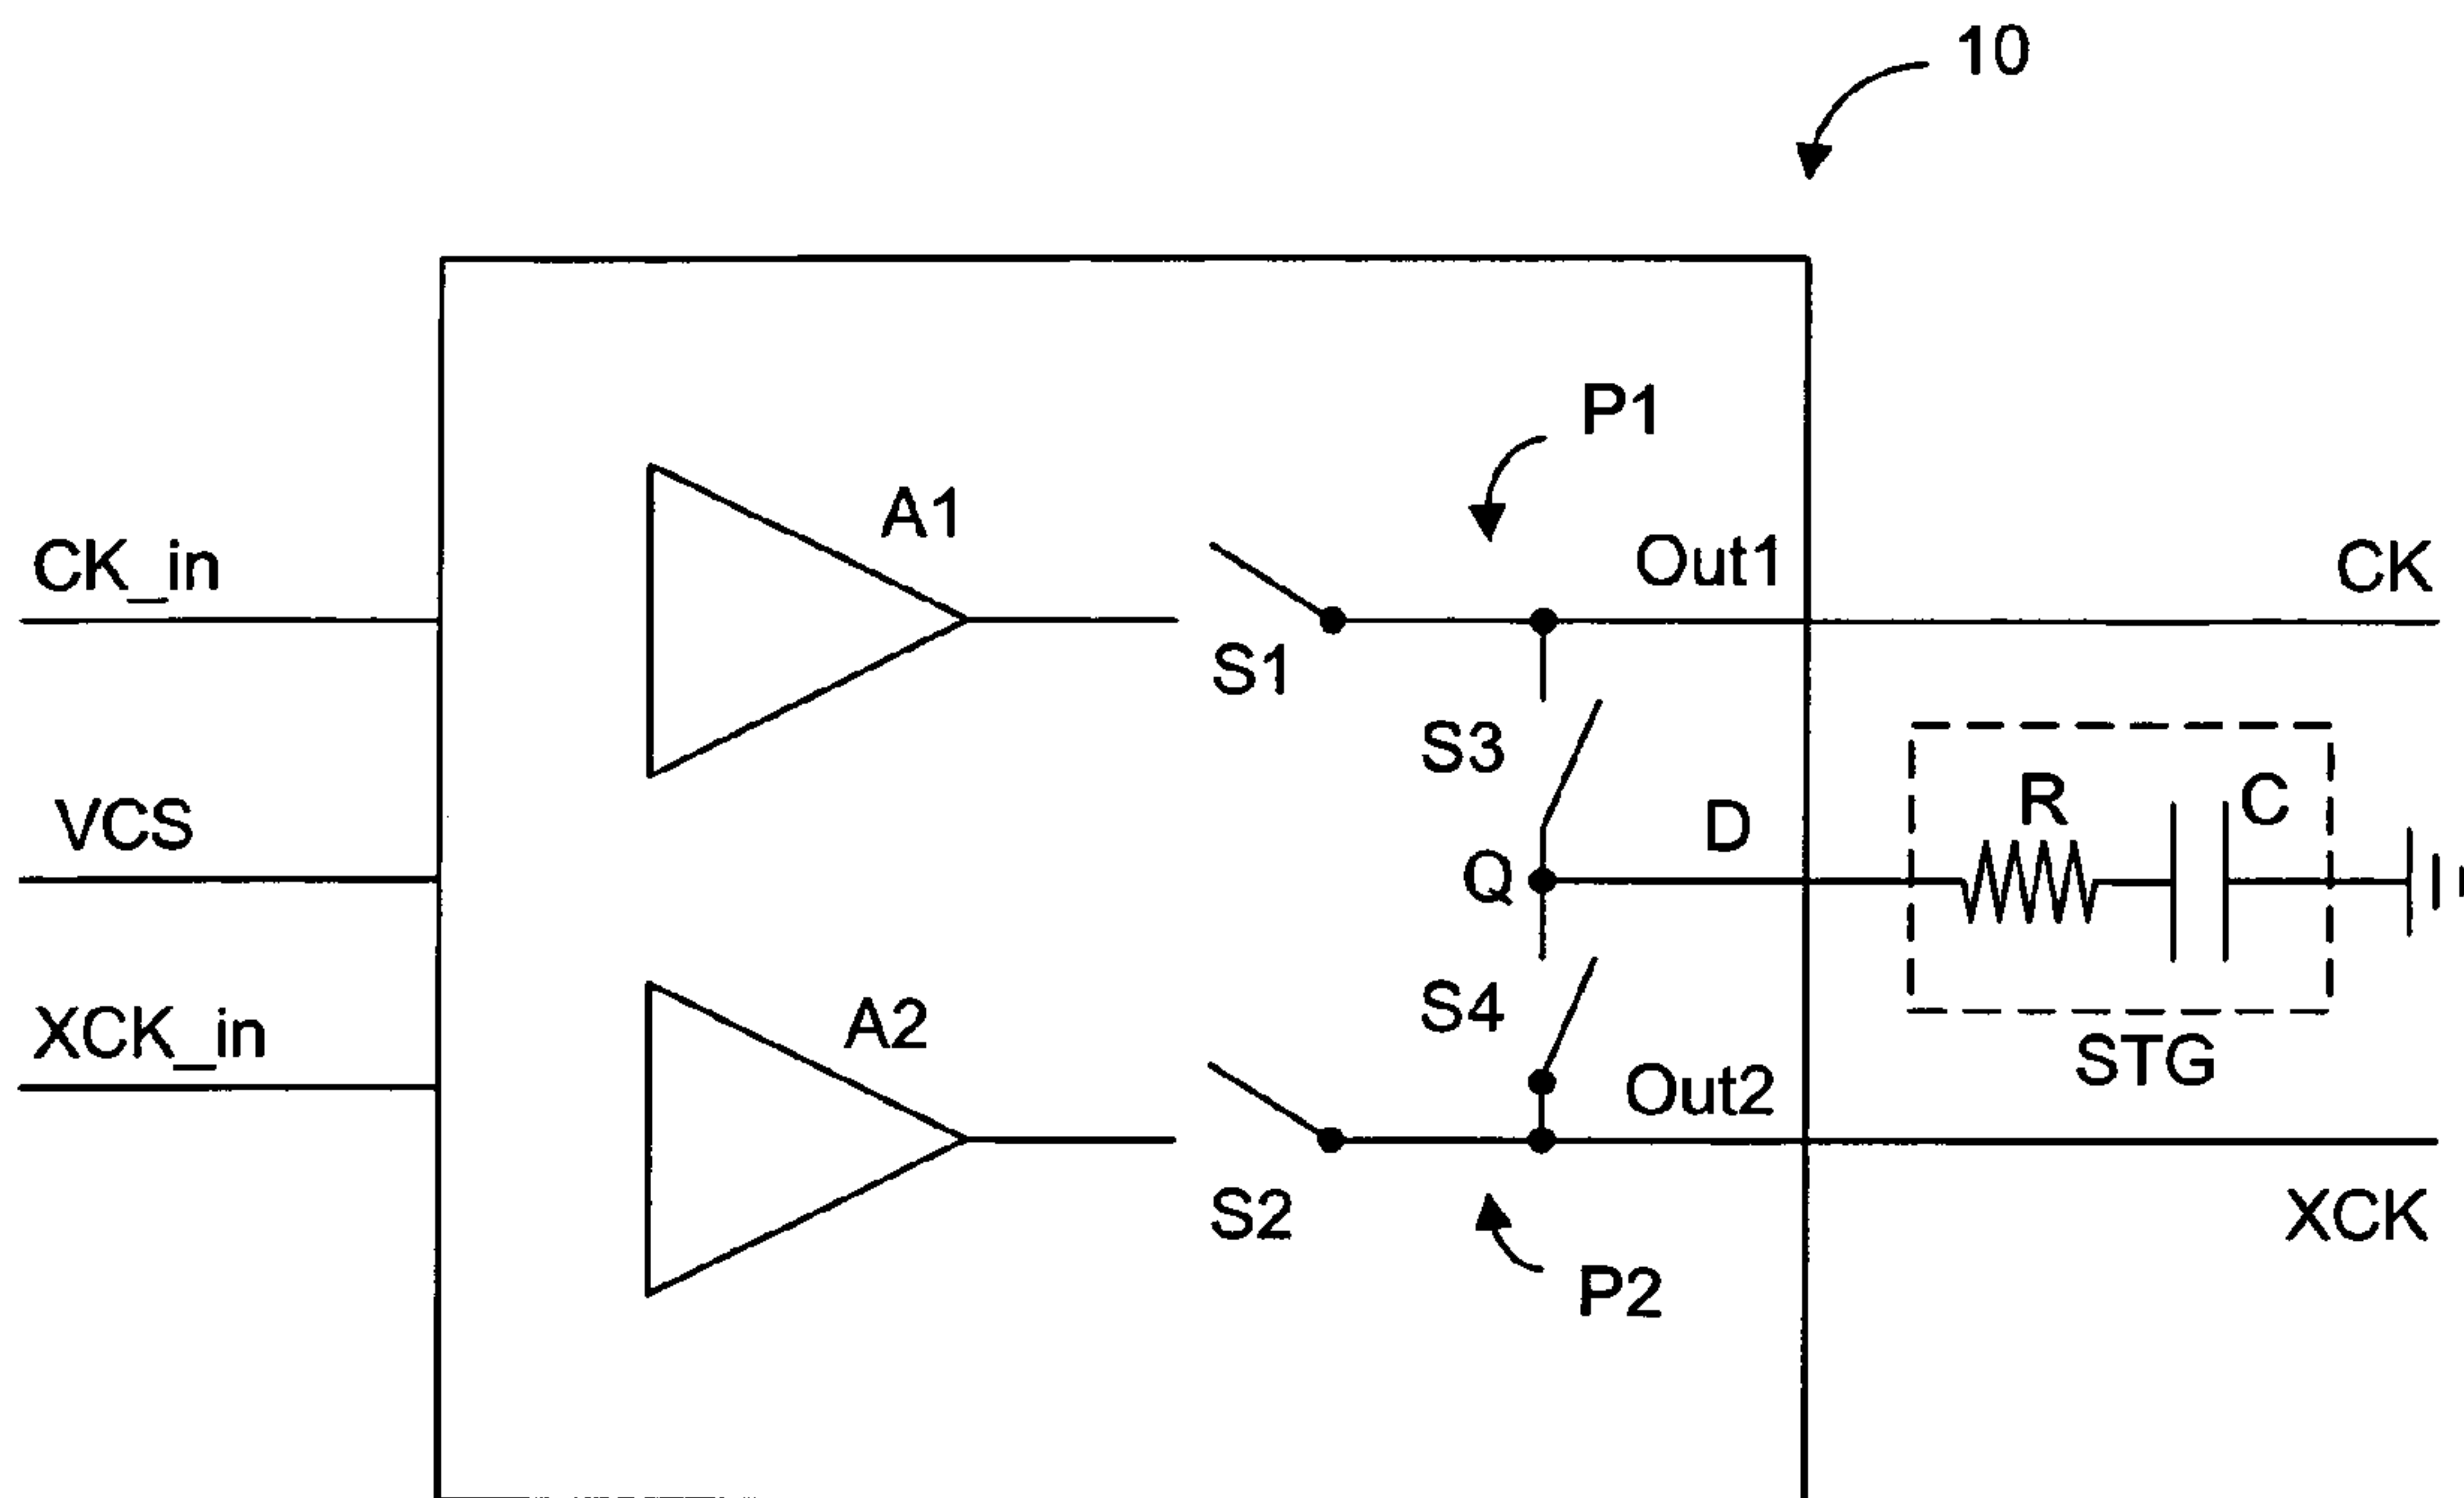 10
P1
A1
Out1
CK_in
CK
S1
S3
R
C
VCS
D
Q
S4
XCK_in
A2
STG
Out2
S2
XCK
P2